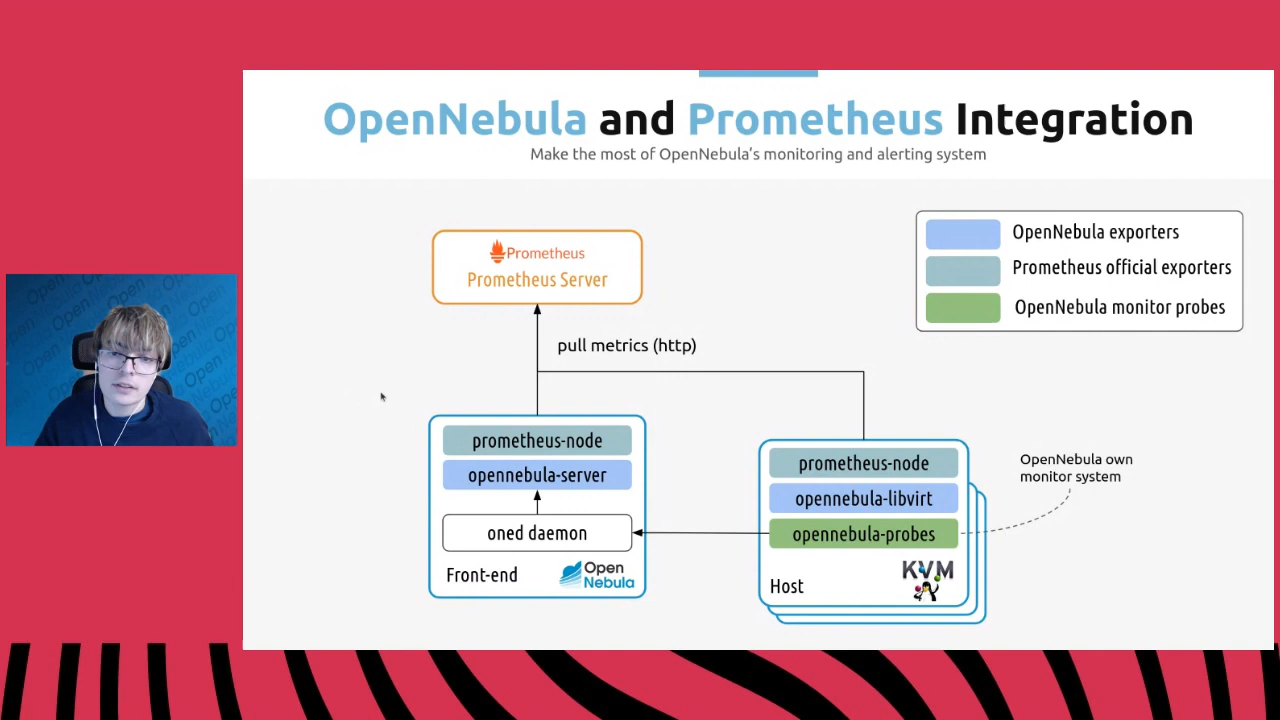 OpenNebula and Prometheus Integration
Make the most of OpenNebula's monitoring and alerting system
Prometheus
Prometheus Server
OpenNebula exporters
Prometheus official exporters
OpenNebula monitor probes
pull metrics (http)
prometheus-node
opennebula-server
oned daemon
Front-end
Open
Nebula
prometheus-node
opennebula-libvirt
opennebula-probes
Host
KVM
OpenNebula own
monitor system